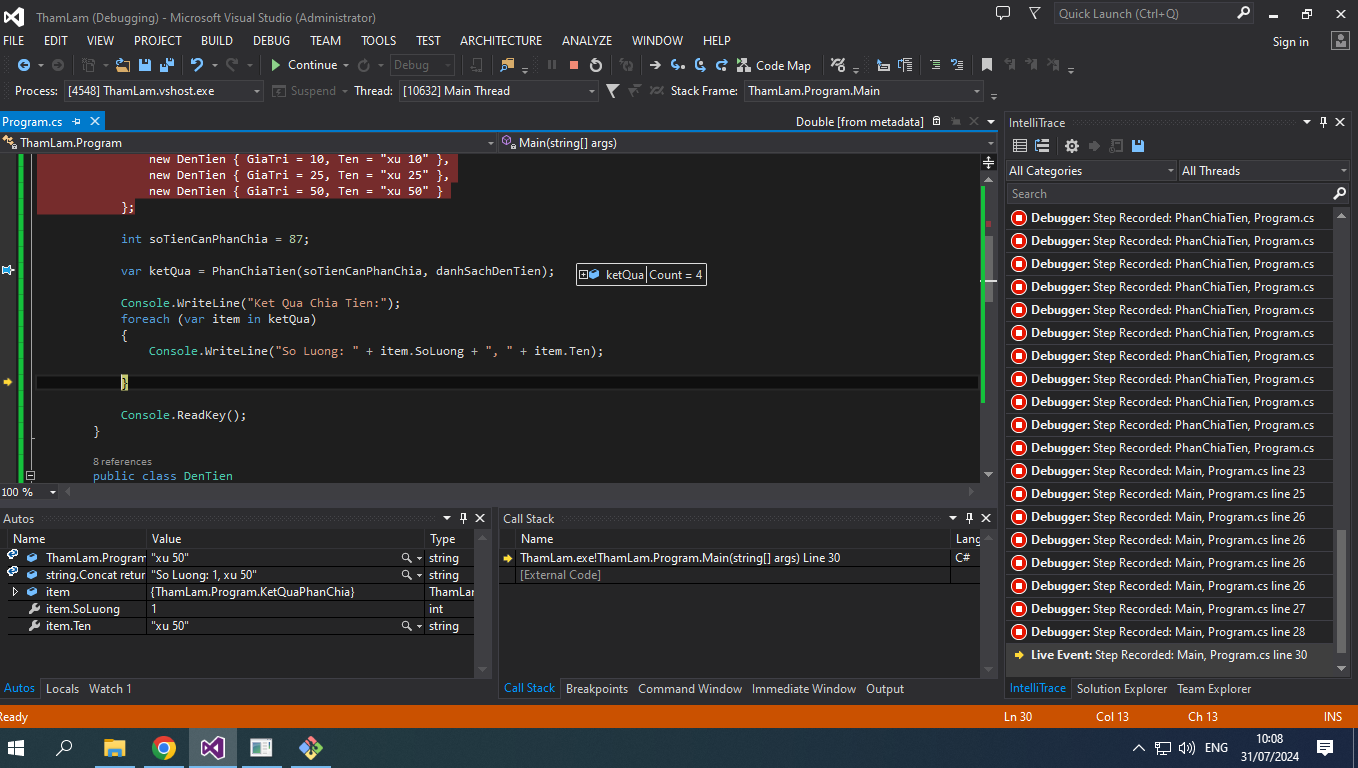 ThamLam (Debugging) - Microsoft Visual Studio (Administrator)
Quick Launch (Ctrl+Q)
FILE EDIT VIEW PROJECT BUILD DEBUG TEAM TOOLS TEST ARCHITECTURE ANALYZE WINDOW HELP
Sign in
Continue Debug Code Map
Process: [4548] ThamLam.vshost.exe Suspend Thread: [10632] Main Thread Stack Frame: ThamLam.Program.Main
Program.cs
Double [from metadata]
ThamLam.Program
Main(string[] args)
new DenTien { GiaTri = 10, Ten = "xu 10" },
new DenTien { GiaTri = 25, Ten = "xu 25" },
new DenTien { GiaTri = 50, Ten = "xu 50" }
};
int soTienCanPhanChia = 87;
var ketQua = PhanChiaTien(soTienCanPhanChia, danhSachDenTien);
ketQua Count = 4
Console.WriteLine("Ket Qua Chia Tien:");
foreach (var item in ketQua)
{
Console.WriteLine("So Luong: " + item.SoLuong + ", " + item.Ten);
}
Console.ReadKey();
}
8 references
public class DenTien
100 %
IntelliTrace
All Categories All Threads
Search
Debugger: Step Recorded: PhanChiaTien, Program.cs
Debugger: Step Recorded: PhanChiaTien, Program.cs
Debugger: Step Recorded: PhanChiaTien, Program.cs
Debugger: Step Recorded: PhanChiaTien, Program.cs
Debugger: Step Recorded: PhanChiaTien, Program.cs
Debugger: Step Recorded: PhanChiaTien, Program.cs
Debugger: Step Recorded: PhanChiaTien, Program.cs
Debugger: Step Recorded: PhanChiaTien, Program.cs
Debugger: Step Recorded: PhanChiaTien, Program.cs
Debugger: Step Recorded: PhanChiaTien, Program.cs
Debugger: Step Recorded: PhanChiaTien, Program.cs
Debugger: Step Recorded: Main, Program.cs line 23
Debugger: Step Recorded: Main, Program.cs line 25
Debugger: Step Recorded: Main, Program.cs line 26
Debugger: Step Recorded: Main, Program.cs line 26
Debugger: Step Recorded: Main, Program.cs line 26
Debugger: Step Recorded: Main, Program.cs line 26
Debugger: Step Recorded: Main, Program.cs line 27
Debugger: Step Recorded: Main, Program.cs line 28
Live Event: Step Recorded: Main, Program.cs line 30
IntelliTrace Solution Explorer Team Explorer
Autos
Name Value Type
ThamLam.Program "xu 50" string
string.Concat retur "So Luong: 1, xu 50" string
item {ThamLam.Program.KetQuaPhanChia} ThamLar
item.SoLuong 1 int
item.Ten "xu 50" string
Autos Locals Watch 1
Call Stack
Name Lang
ThamLam.exe!ThamLam.Program.Main(string[] args) Line 30 C#
[External Code]
Call Stack Breakpoints Command Window Immediate Window Output
Ready Ln 30 Col 13 Ch 13 INS
ENG
10:08
31/07/2024